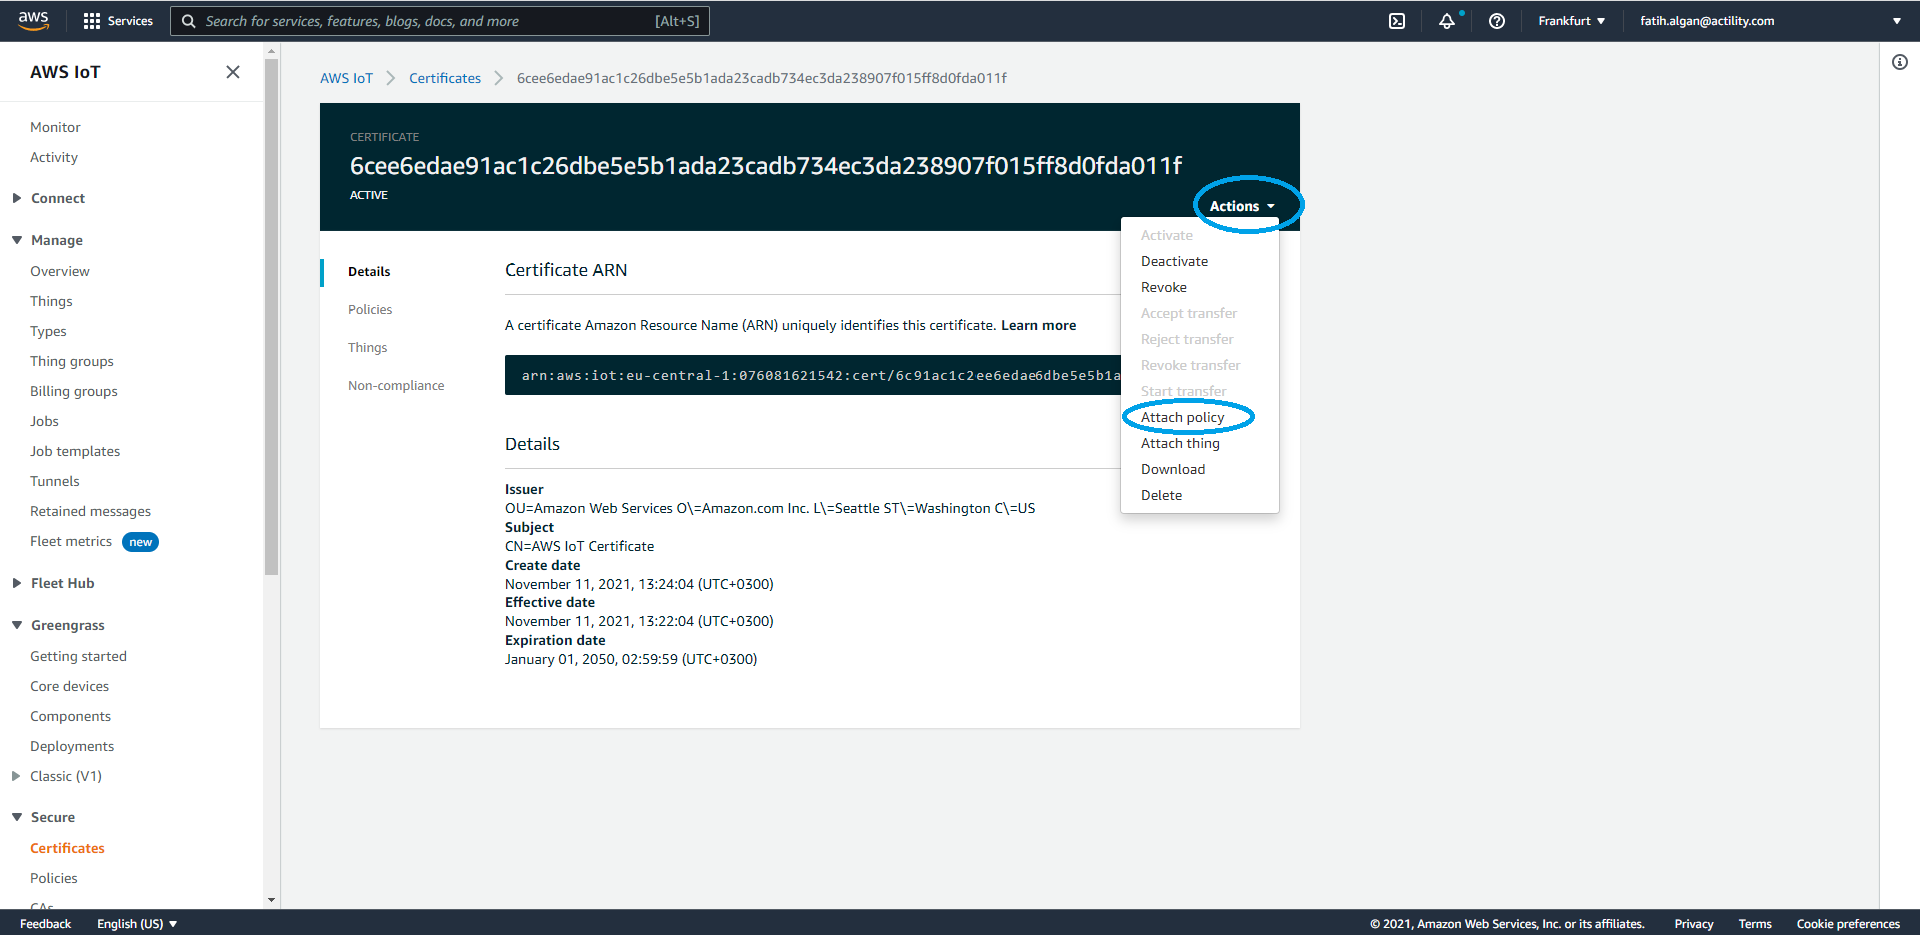 aws
Services
Search for services, features, blogs, docs, and more [Alt+S]
Frankfurt
fatih.algan@actility.com
AWS IoT
Monitor
Activity
Connect
Manage
Overview
Things
Types
Thing groups
Billing groups
Jobs
Job templates
Tunnels
Retained messages
Fleet metrics new
Fleet Hub
Greengrass
Getting started
Core devices
Components
Deployments
Classic (V1)
Secure
Certificates
Policies
CAs
AWS IoT > Certificates > 6cee6edae91ac1c26dbe5e5b1ada23cadb734ec3da238907f015ff8d0fda011f
CERTIFICATE
6cee6edae91ac1c26dbe5e5b1ada23cadb734ec3da238907f015ff8d0fda011f
ACTIVE
Actions
Activate
Deactivate
Revoke
Accept transfer
Reject transfer
Revoke transfer
Start transfer
Attach policy
Attach thing
Download
Delete
Details
Policies
Things
Non-compliance
Certificate ARN
A certificate Amazon Resource Name (ARN) uniquely identifies this certificate. Learn more
arn:aws:iot:eu-central-1:076081621542:cert/6c91ac1c2ee6edae6dbe5e5b1a
Details
Issuer
OU=Amazon Web Services O\=Amazon.com Inc. L\=Seattle ST\=Washington C\=US
Subject
CN=AWS IoT Certificate
Create date
November 11, 2021, 13:24:04 (UTC+0300)
Effective date
November 11, 2021, 13:22:04 (UTC+0300)
Expiration date
January 01, 2050, 02:59:59 (UTC+0300)
Feedback
English (US)
© 2021, Amazon Web Services, Inc. or its affiliates.
Privacy
Terms
Cookie preferences